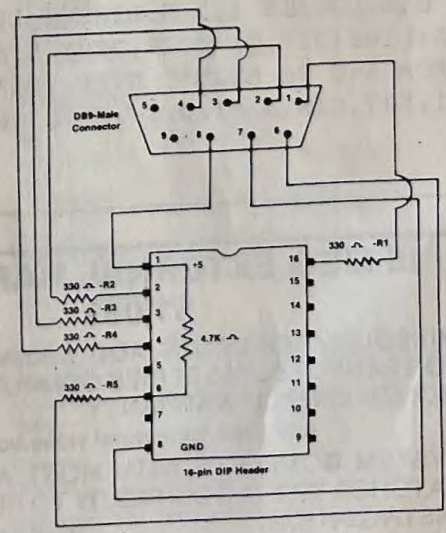 5 4 3 2 1
DB9-Male
Connector
9 8 7 6
1 +5 16
330 Ω -R1
330 Ω -R2
2 15
330 Ω -R3
3 14
330 Ω -R4
4 13
4.7K Ω
5 12
330 Ω -R5
6 11
7 10
8 GND 9
16-pin DIP Header